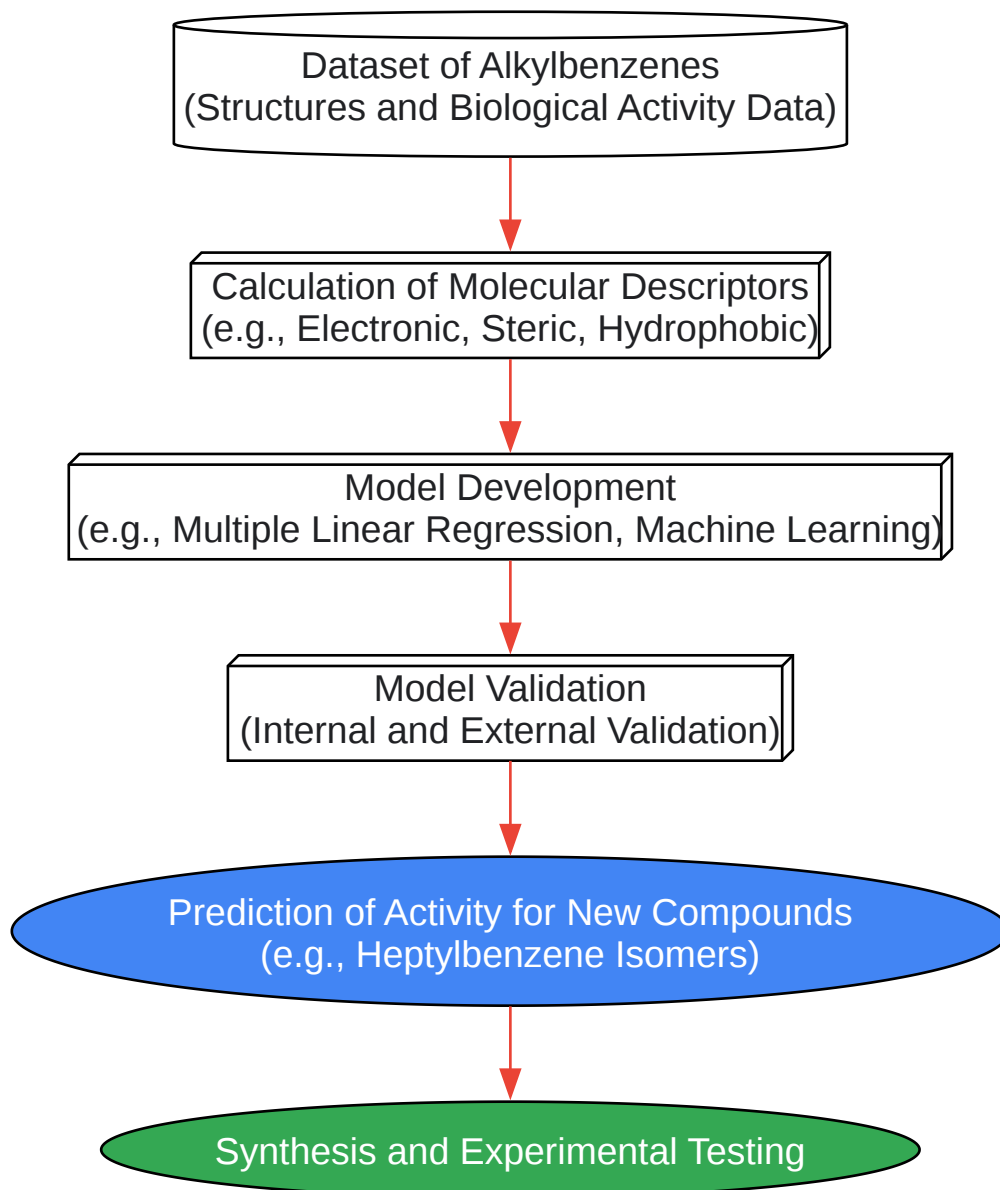 Dataset of Alkylbenzenes
(Structures and Biological Activity Data)
Calculation of Molecular Descriptors
(e.g., Electronic, Steric, Hydrophobic)
Model Development
(e.g., Multiple Linear Regression, Machine Learning)
Model Validation
(Internal and External Validation)
Prediction of Activity for New Compounds
(e.g., Heptylbenzene Isomers)
Synthesis and Experimental Testing